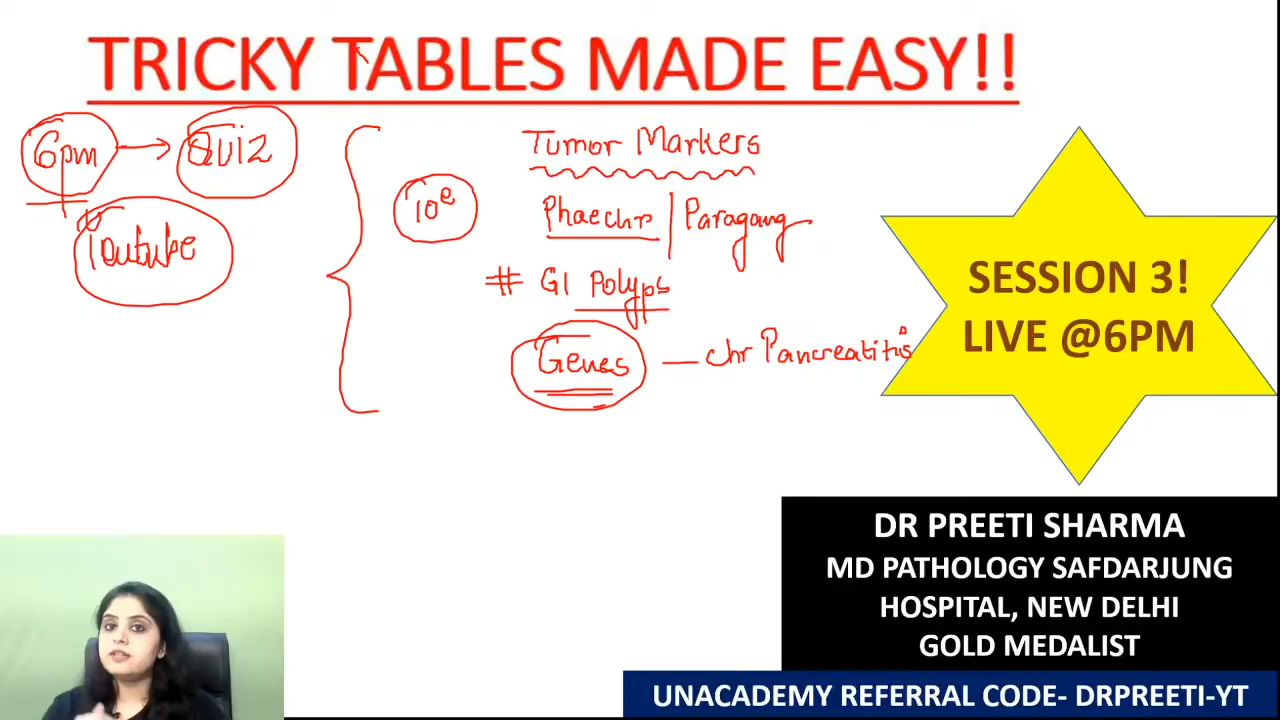 TRICKY TABLES MADE EASY!!
6pm → Quiz
Youtube
Tumor Markers
10e
Phaechr / Paragang
# GI Polyps
Genes — chr Pancreatitis
SESSION 3!
LIVE @6PM
DR PREETI SHARMA
MD PATHOLOGY SAFDARJUNG
HOSPITAL, NEW DELHI
GOLD MEDALIST
UNACADEMY REFERRAL CODE- DRPREETI-YT